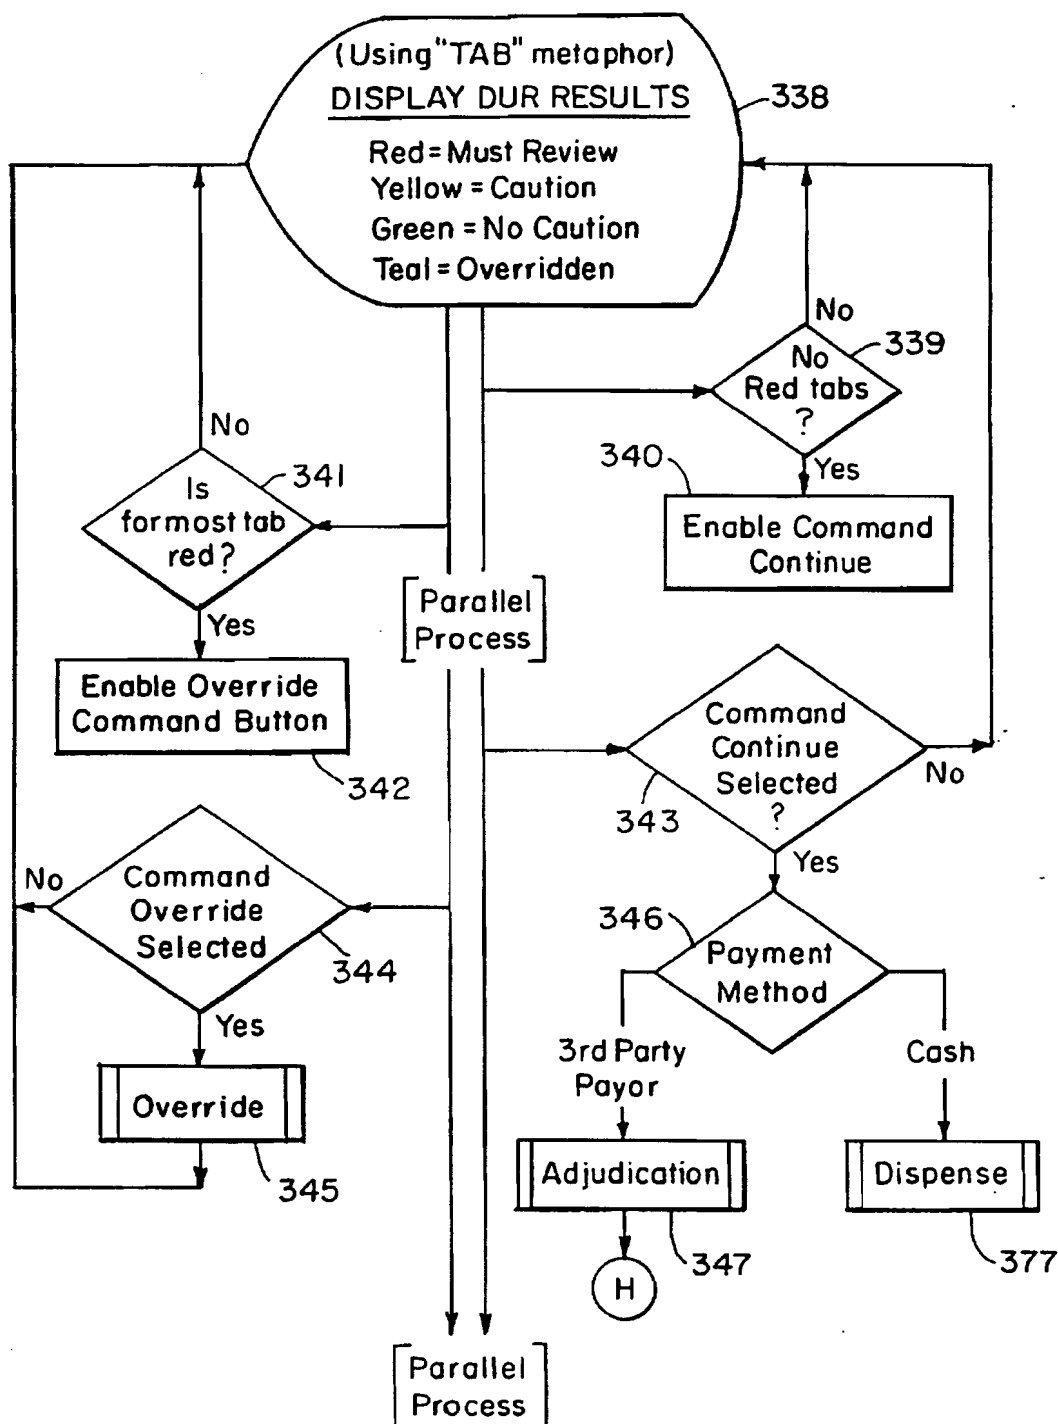 (Using "TAB" metaphor)
DISPLAY DUR RESULTS
338
Red = Must Review
Yellow = Caution
Green = No Caution
Teal = Overridden
No
339
No
Red tabs
?
Yes
340
Enable Command
Continue
No
341
Is
formost tab
red?
Yes
Enable Override
Command Button
342
[Parallel
Process]
Command
Continue
Selected
?
343
No
Yes
No
Command
Override
Selected
344
Yes
Override
345
346
Payment
Method
3rd Party
Payor
Cash
Adjudication
347
Dispense
377
H
[Parallel
Process]